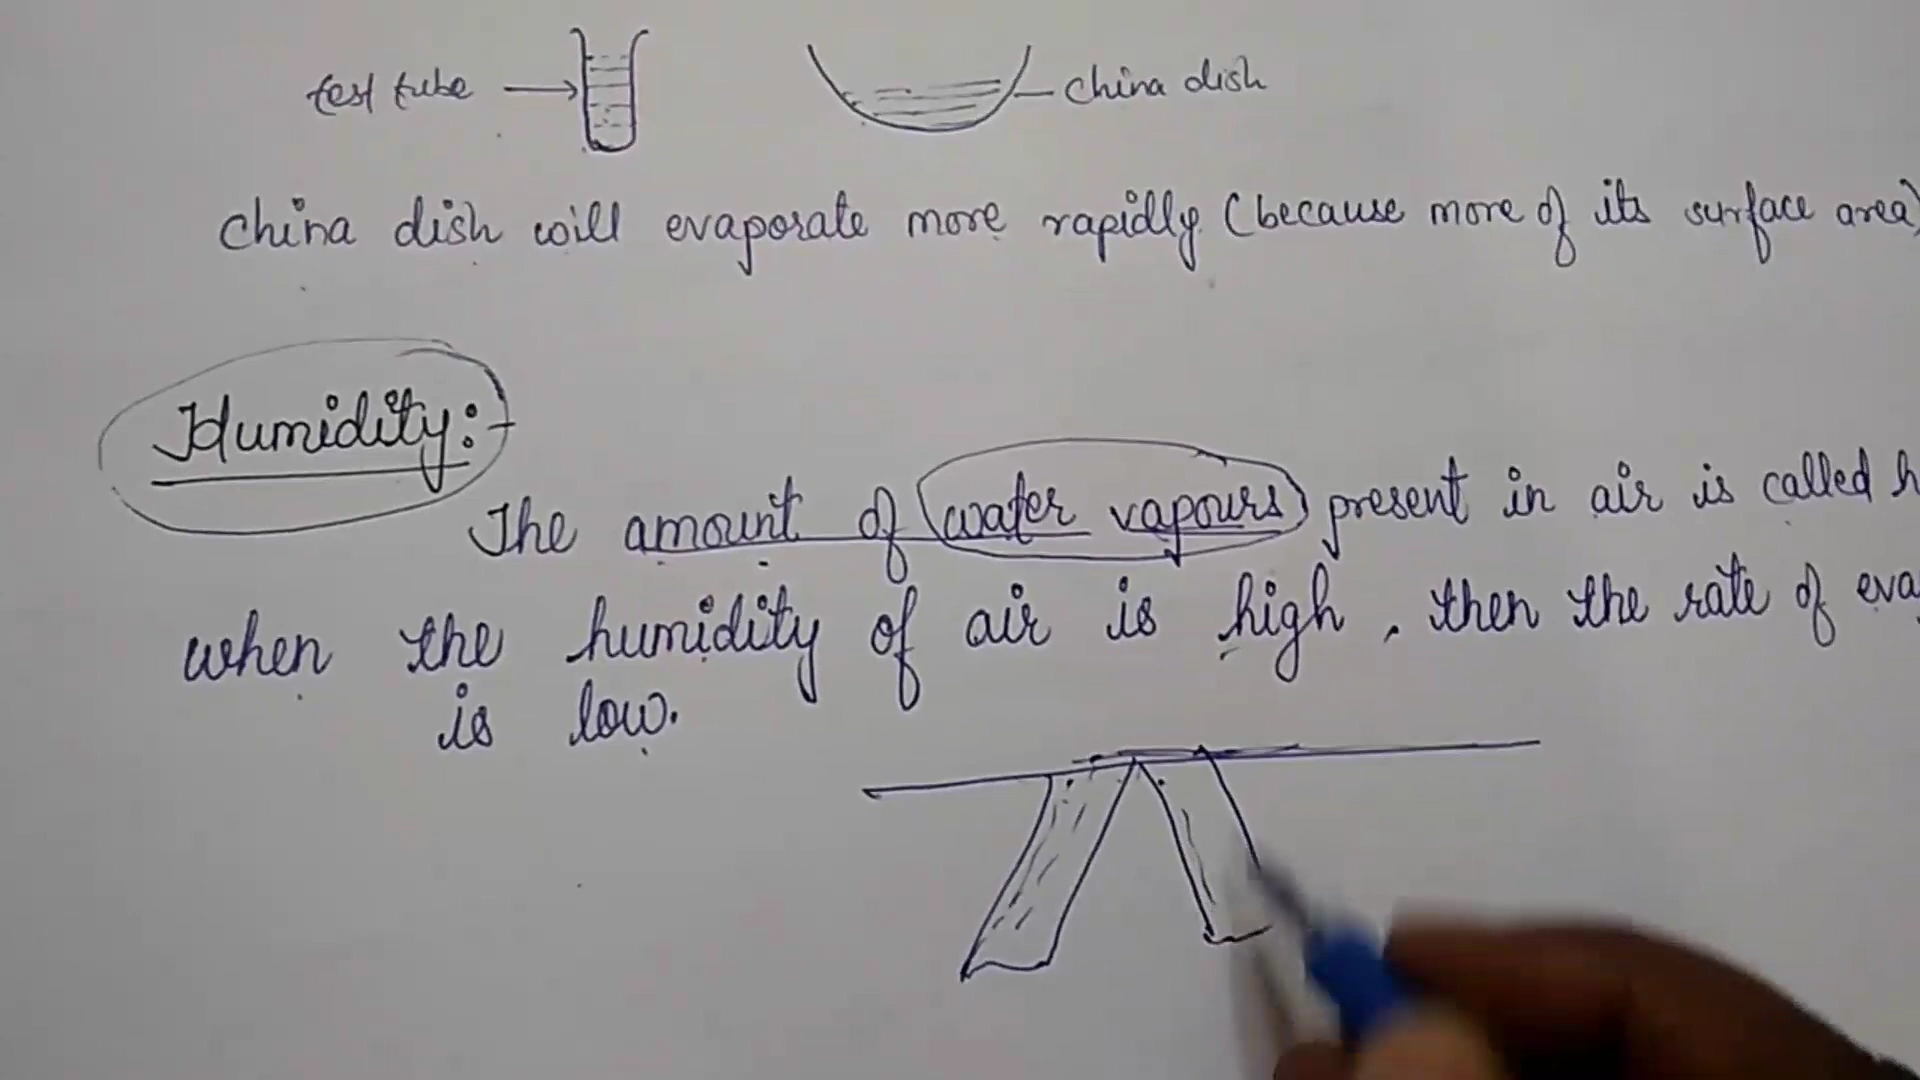 test tube
china dish
china dish will evaporate more rapidly (because more of its surface area)
Humidity:-
The amount of water vapours present in air is called h
when the humidity of air is high, then the rate of eva
is low.